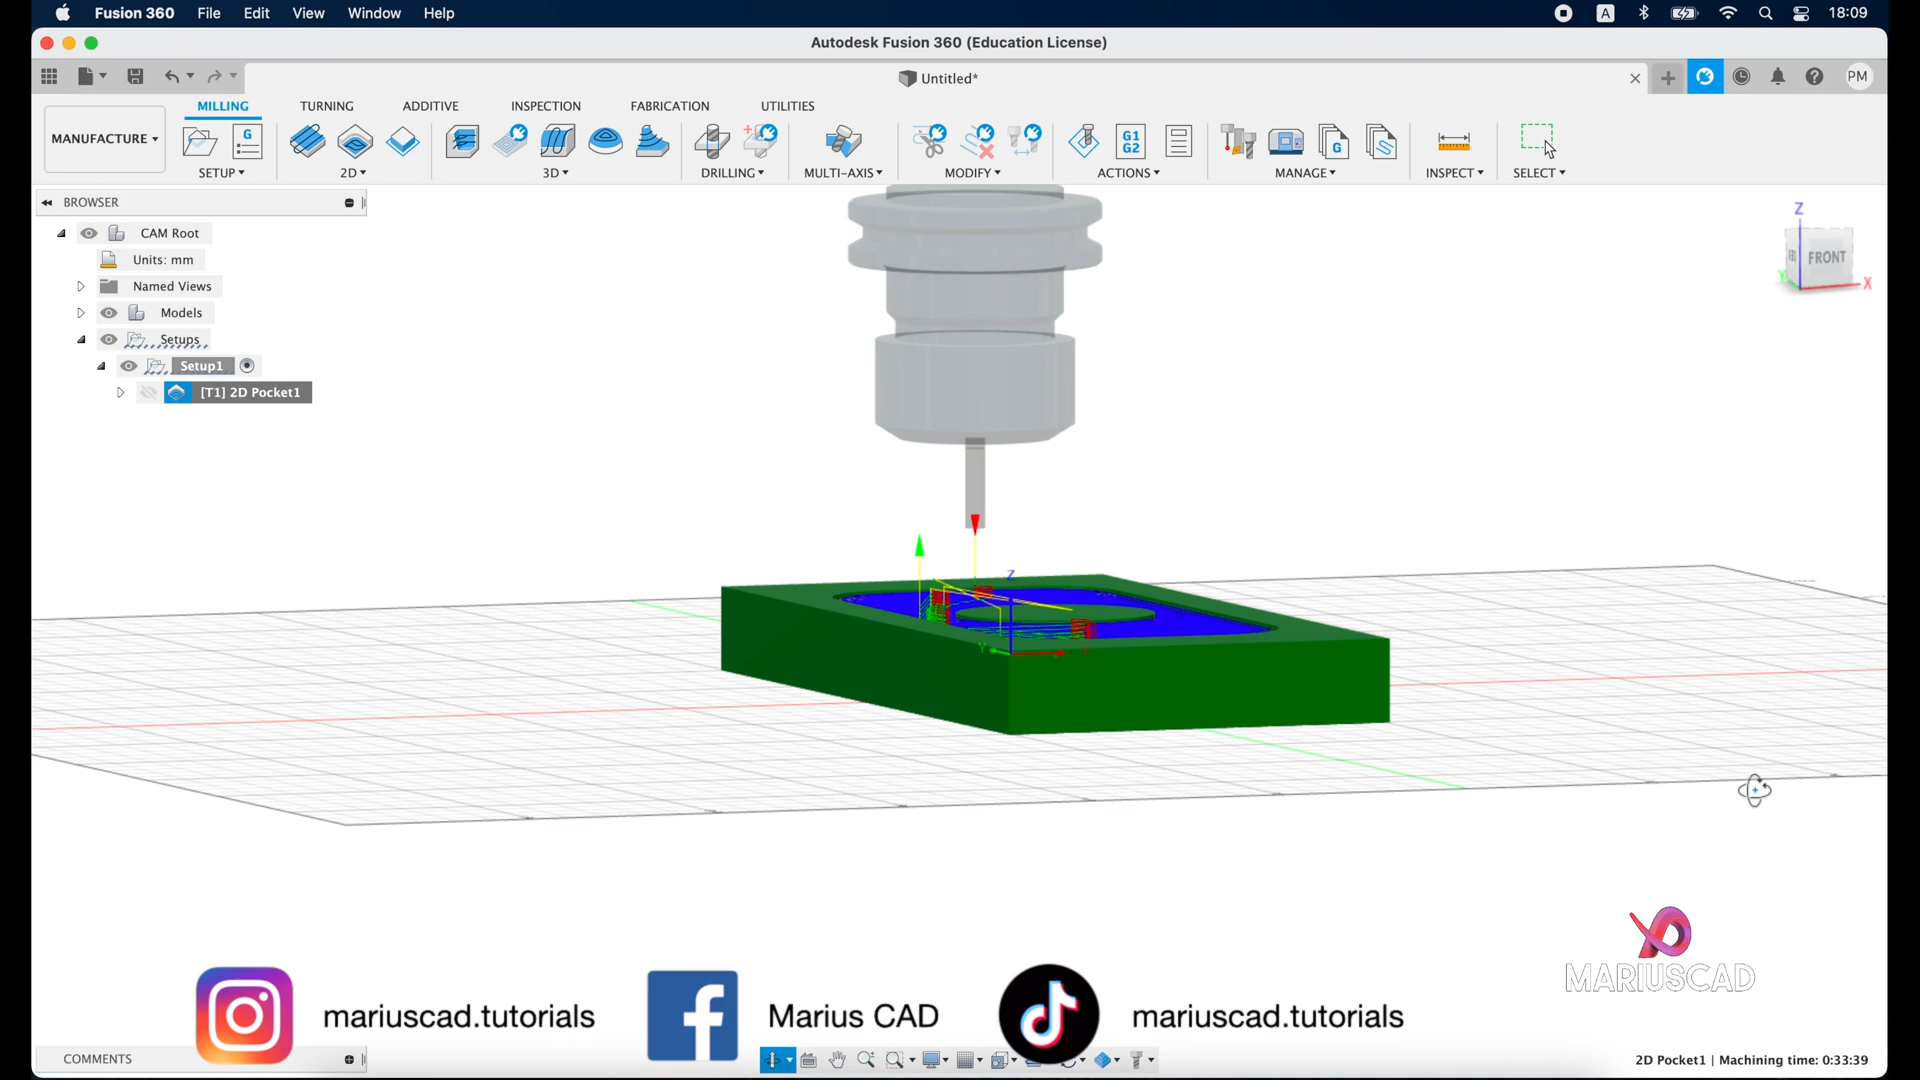 Fusion 360 File Edit View Window Help A 18:09
Autodesk Fusion 360 (Education License)
Untitled* PM
MANUFACTURE
MILLING TURNING ADDITIVE INSPECTION FABRICATION UTILITIES
G G1 G2 G
SETUP 2D 3D DRILLING MULTI-AXIS MODIFY ACTIONS MANAGE INSPECT SELECT
BROWSER
CAM Root
Units: mm
Named Views
Models
Setups
Setup1
[T1] 2D Pocket1
Z
FRONT
X
Y
Z
MARIUSCAD
mariuscad.tutorials Marius CAD mariuscad.tutorials
COMMENTS
2D Pocket1 | Machining time: 0:33:39